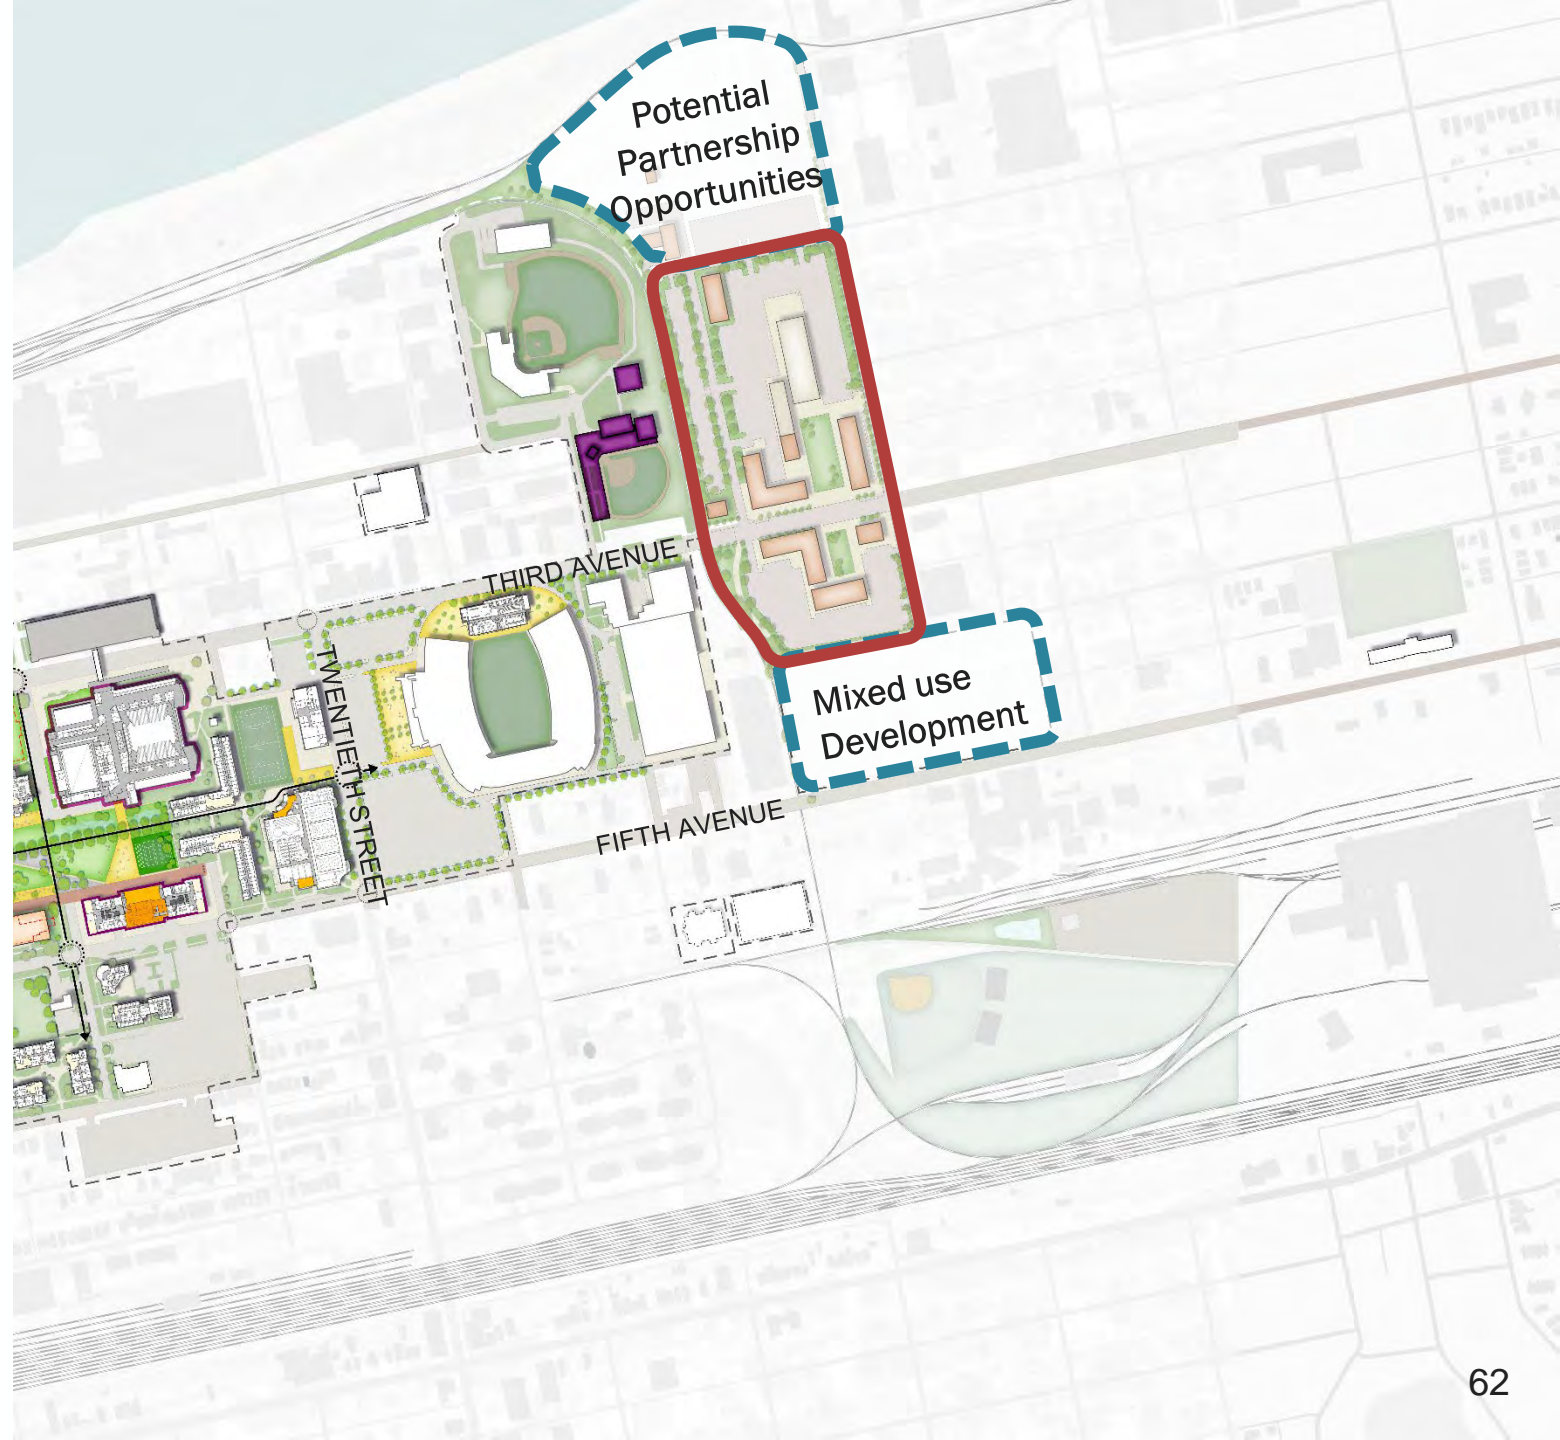 Potential
Partnership
Opportunities
THIRD AVENUE
TWENTIETH STREET
Mixed use
Development
FIFTH AVENUE
62